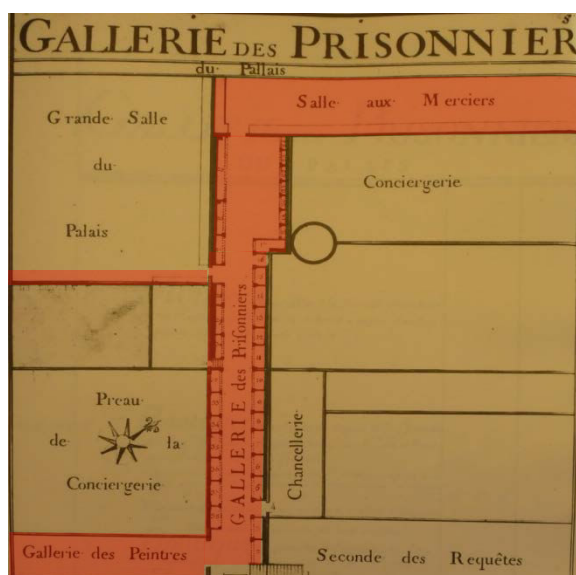 s
GALLERIE DES PRISONNIER
du Pallais
Salle aux Merciers
Grande Salle
du
Palais
Conciergerie
GALLERIE des Prisonniers
Preau
de la
Conciergerie
Chancellerie
Gallerie des Peintres
Seconde des Requêtes